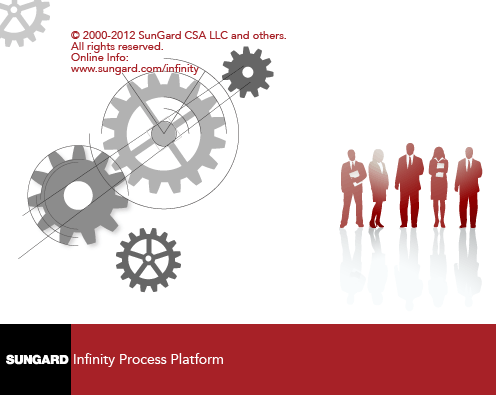 © 2000-2012 SunGard CSA LLC and others.
All rights reserved.
Online Info:
www.sungard.com/infinity
SUNGARD Infinity Process Platform